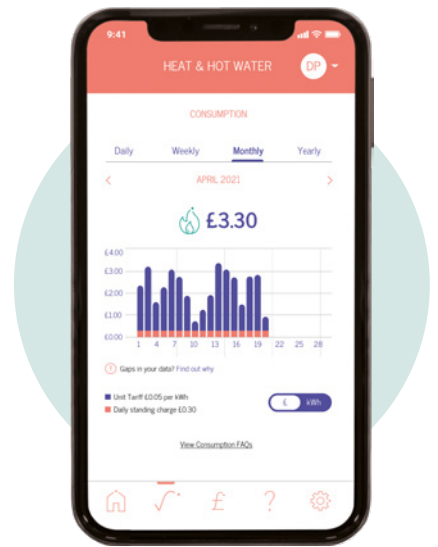 9:41
HEAT & HOT WATER DP
CONSUMPTION
Daily Weekly Monthly Yearly
< APRIL 2021 >
£3.30
£4.00
£3.00
£2.00
£1.00
£0.00
1 4 7 10 13 16 19 22 25 28
? Gaps in your data? Find out why
Unit Tariff £0.05 per kWh
Daily standing charge £0.30
£ kWh
View Consumption FAQs
£ ?